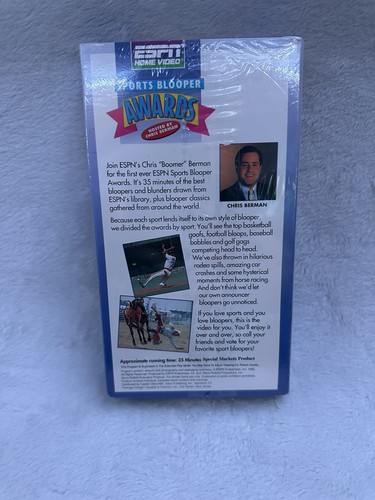 ESPN
HOME VIDEO
SPORTS BLOOPER
AWARDS
HOSTED BY
CHRIS BERMAN
Join ESPN's Chris "Boomer" Berman
for the first ever ESPN Sports Blooper
Awards. It's 35 minutes of the best
bloopers and blunders drawn from
ESPN's library, plus blooper classics
gathered from around the world.
CHRIS BERMAN
Because each sport lends itself to its own style of blooper,
we divided the awards by sport. You'll see the top basketball
goofs, football bloops, baseball
bobbles and golf gags
competing head to head.
We've also thrown in hilarious
rodeo spills, amazing car
crashes and some hysterical
moments from horse racing.
And don't think we'd let
our own announcer
bloopers go unnoticed.
If you love sports and you
love bloopers, this is the
video for you. You'll enjoy it
over and over, so call your
friends and vote for your
favorite sport bloopers!
Approximate running time: 35 Minutes Special Markets Product